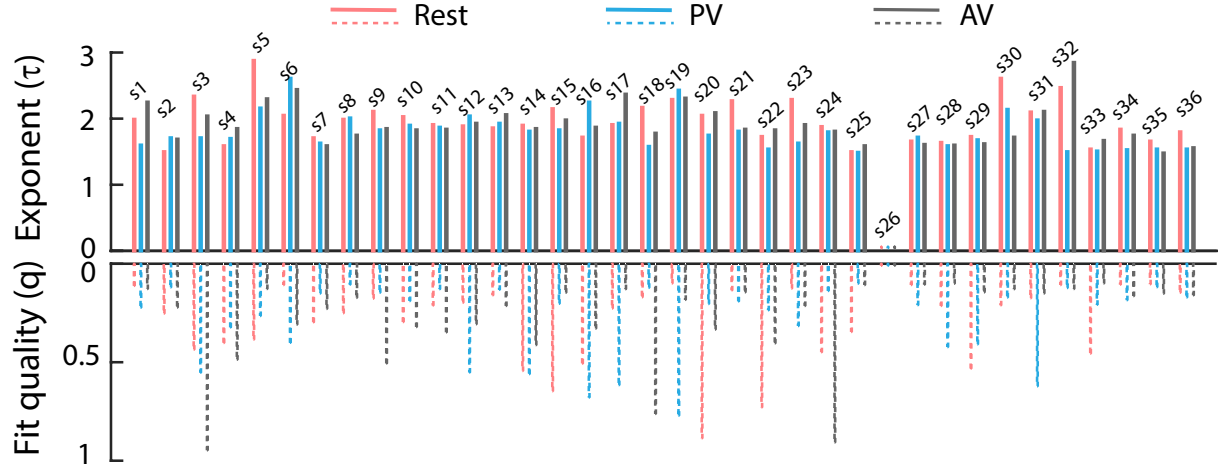 Rest PV AV
Exponent (τ)
3
2
1
0
s1 s2 s3 s4 s5 s6 s7 s8 s9 s10 s11 s12 s13 s14 s15 s16 s17 s18 s19 s20 s21 s22 s23 s24 s25 s26 s27 s28 s29 s30 s31 s32 s33 s34 s35 s36
Fit quality (q)
0
0.5
1